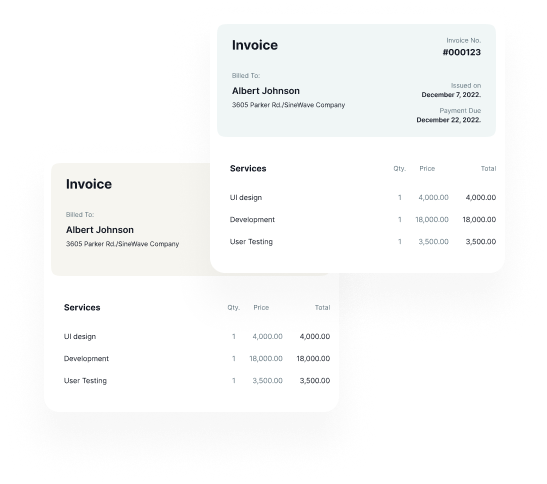 Invoice
Invoice No.
#000123
Billed To:
Albert Johnson
3605 Parker Rd./SineWave Company
Issued on
December 7, 2022.
Payment Due
December 22, 2022.
Services Qty. Price Total
UI design 1 4,000.00 4,000.00
Development 1 18,000.00 18,000.00
User Testing 1 3,500.00 3,500.00
Invoice
Billed To:
Albert Johnson
3605 Parker Rd./SineWave Company
Services Qty. Price Total
UI design 1 4,000.00 4,000.00
Development 1 18,000.00 18,000.00
User Testing 1 3,500.00 3,500.00